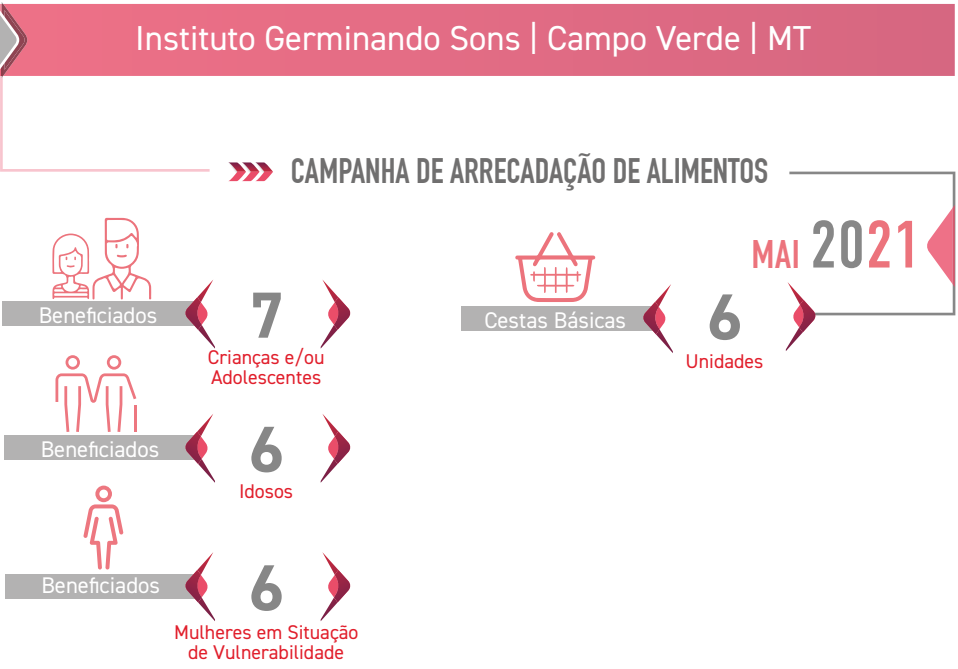 Instituto Germinando Sons | Campo Verde | MT
CAMPANHA DE ARRECADAÇÃO DE ALIMENTOS
MAI 2021
Beneficiados
7
Crianças e/ou
Adolescentes
Cestas Básicas
6
Unidades
Beneficiados
6
Idosos
Beneficiados
6
Mulheres em Situação
de Vulnerabilidade